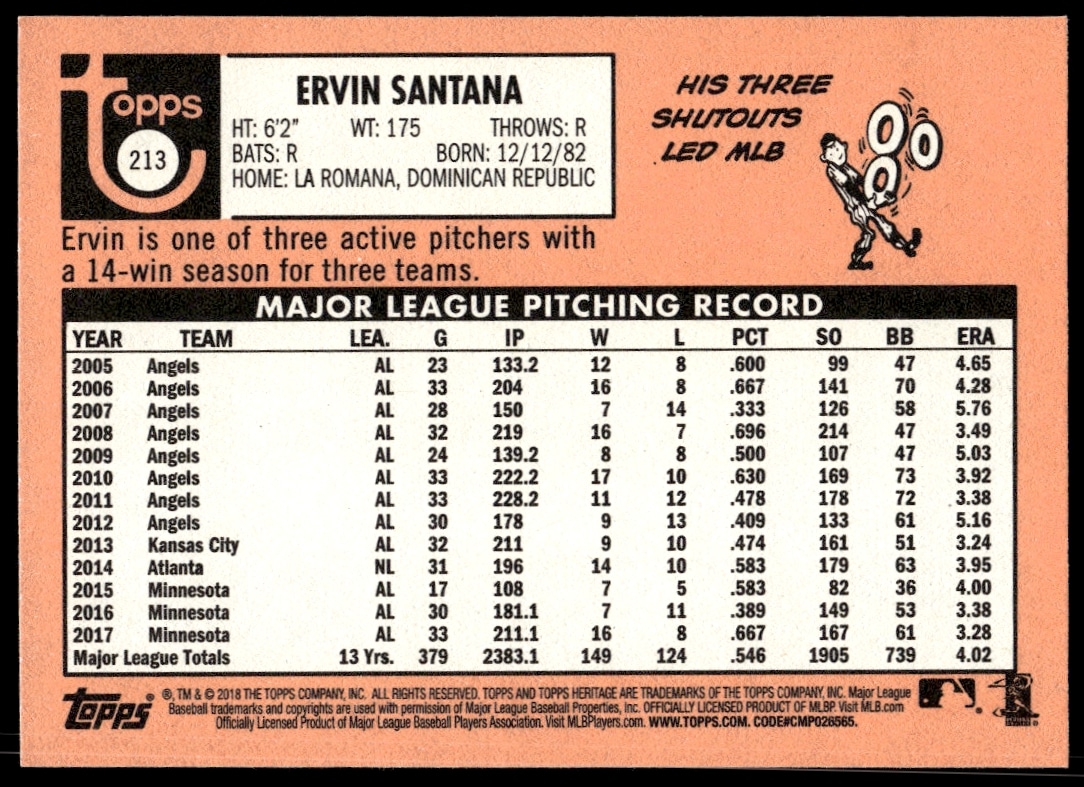 Topps
213
ERVIN SANTANA
HT: 6'2" WT: 175 THROWS: R
BATS: R BORN: 12/12/82
HOME: LA ROMANA, DOMINICAN REPUBLIC
HIS THREE
SHUTOUTS
LED MLB
Ervin is one of three active pitchers with
a 14-win season for three teams.
MAJOR LEAGUE PITCHING RECORD
YEAR TEAM LEA. G IP W L PCT SO BB ERA
2005 Angels AL 23 133.2 12 8 .600 99 47 4.65
2006 Angels AL 33 204 16 8 .667 141 70 4.28
2007 Angels AL 28 150 7 14 .333 126 58 5.76
2008 Angels AL 32 219 16 7 .696 214 47 3.49
2009 Angels AL 24 139.2 8 8 .500 107 47 5.03
2010 Angels AL 33 222.2 17 10 .630 169 73 3.92
2011 Angels AL 33 228.2 11 12 .478 178 72 3.38
2012 Angels AL 30 178 9 13 .409 133 61 5.16
2013 Kansas City AL 32 211 9 10 .474 161 51 3.24
2014 Atlanta NL 31 196 14 10 .583 179 63 3.95
2015 Minnesota AL 17 108 7 5 .583 82 36 4.00
2016 Minnesota AL 30 181.1 7 11 .389 149 53 3.38
2017 Minnesota AL 33 211.1 16 8 .667 167 61 3.28
Major League Totals 13 Yrs. 379 2383.1 149 124 .546 1905 739 4.02
Topps ® ®, TM & © 2018 THE TOPPS COMPANY, INC. ALL RIGHTS RESERVED. TOPPS AND TOPPS HERITAGE ARE TRADEMARKS OF THE TOPPS COMPANY, INC. Major League
Baseball trademarks and copyrights are used with permission of Major League Baseball Properties, Inc. OFFICIALLY LICENSED PRODUCT OF MLBP. Visit MLB.com
Officially Licensed Product of Major League Baseball Players Association. Visit MLBPlayers.com. WWW.TOPPS.COM. CODE#CMP026565.